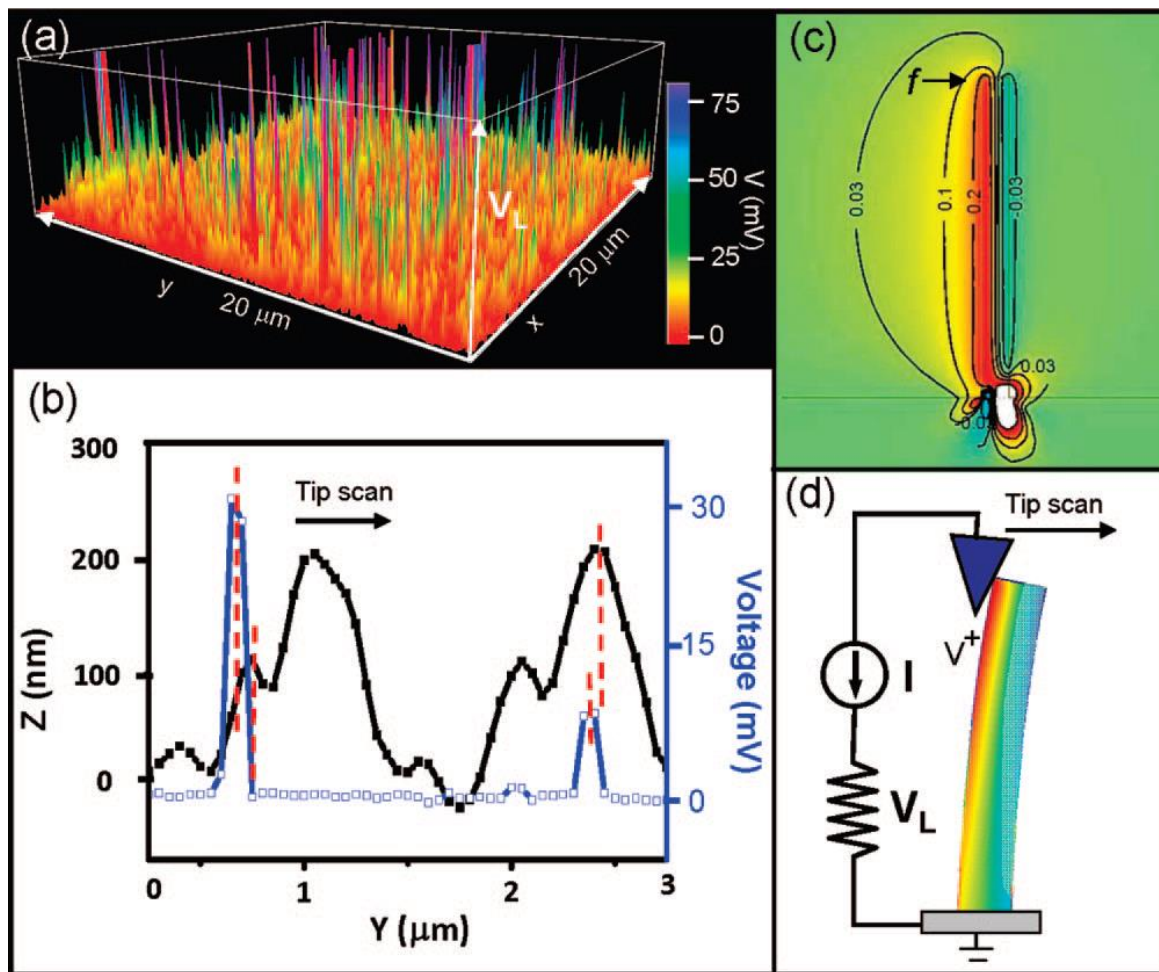 (a)
V_L
y
20 μm
20 μm
x
V (mV)
75
50
25
0
(b)
300
200
100
0
Z (nm)
Tip scan
30
15
0
Voltage (mV)
0
1
2
3
Y (μm)
(c)
f
0.03
0.1
0.2
-0.03
0.03
(d)
Tip scan
V+
I
V_L